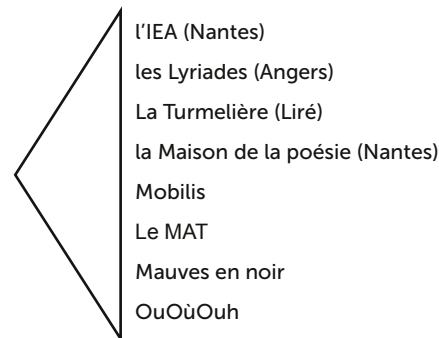 l’IEA (Nantes)
les Lyriades (Angers)
La Turmelière (Liré)
la Maison de la poésie (Nantes)
Mobilis
Le MAT
Mauves en noir
OuOùOuh